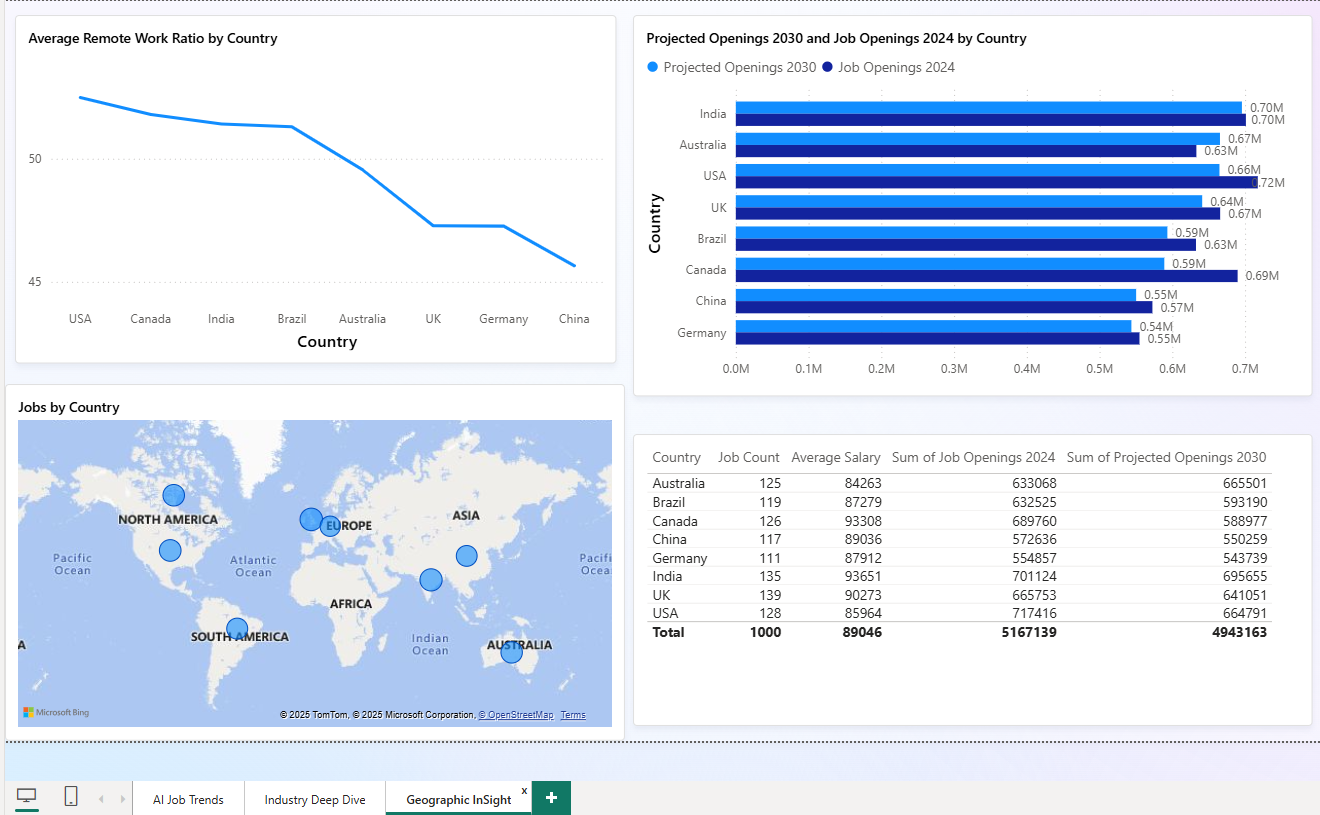 Average Remote Work Ratio by Country
50
45
USA Canada India Brazil Australia UK Germany China
Country
Projected Openings 2030 and Job Openings 2024 by Country
Projected Openings 2030 Job Openings 2024
Country
India 0.70M
0.70M
Australia 0.67M
0.63M
USA 0.66M
0.72M
UK 0.64M
0.67M
Brazil 0.59M
0.63M
Canada 0.59M
0.69M
China 0.55M
0.57M
Germany 0.54M
0.55M
0.0M 0.1M 0.2M 0.3M 0.4M 0.5M 0.6M 0.7M
Jobs by Country
NORTH AMERICA
EUROPE
ASIA
Pacific
Ocean
Atlantic
Ocean
Pacifi
Ocea
AFRICA
SOUTH AMERICA
Indian
Ocean
AUSTRALIA
A
Microsoft Bing
© 2025 TomTom, © 2025 Microsoft Corporation, © OpenStreetMap Terms
Country Job Count Average Salary Sum of Job Openings 2024 Sum of Projected Openings 2030
Australia 125 84263 633068 665501
Brazil 119 87279 632525 593190
Canada 126 93308 689760 588977
China 117 89036 572636 550259
Germany 111 87912 554857 543739
India 135 93651 701124 695655
UK 139 90273 665753 641051
USA 128 85964 717416 664791
Total 1000 89046 5167139 4943163
AI Job Trends Industry Deep Dive Geographic InSight x +